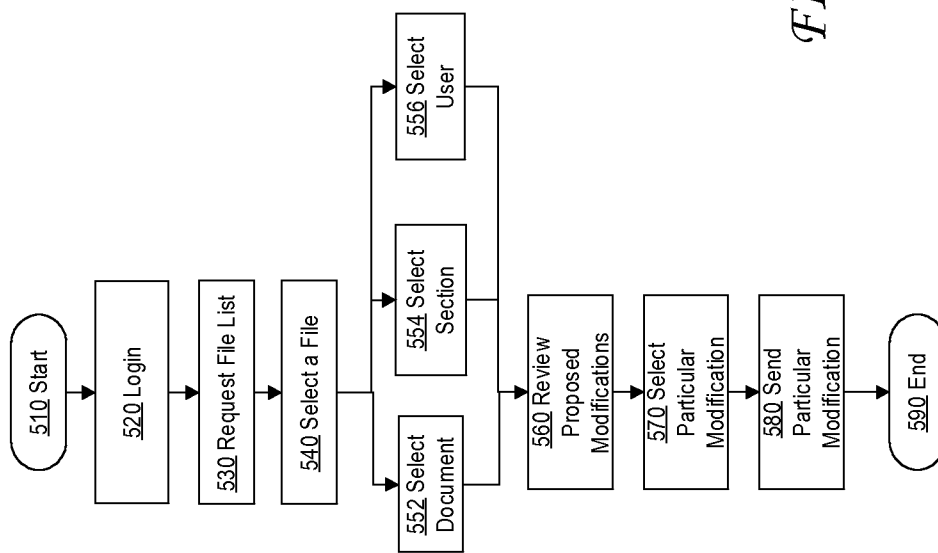 510 Start
520 Login
530 Request File List
540 Select a File
552 Select
Document
554 Select
Section
556 Select
User
560 Review
Proposed
Modifications
570 Select
Particular
Modification
580 Send
Particular
Modification
590 End